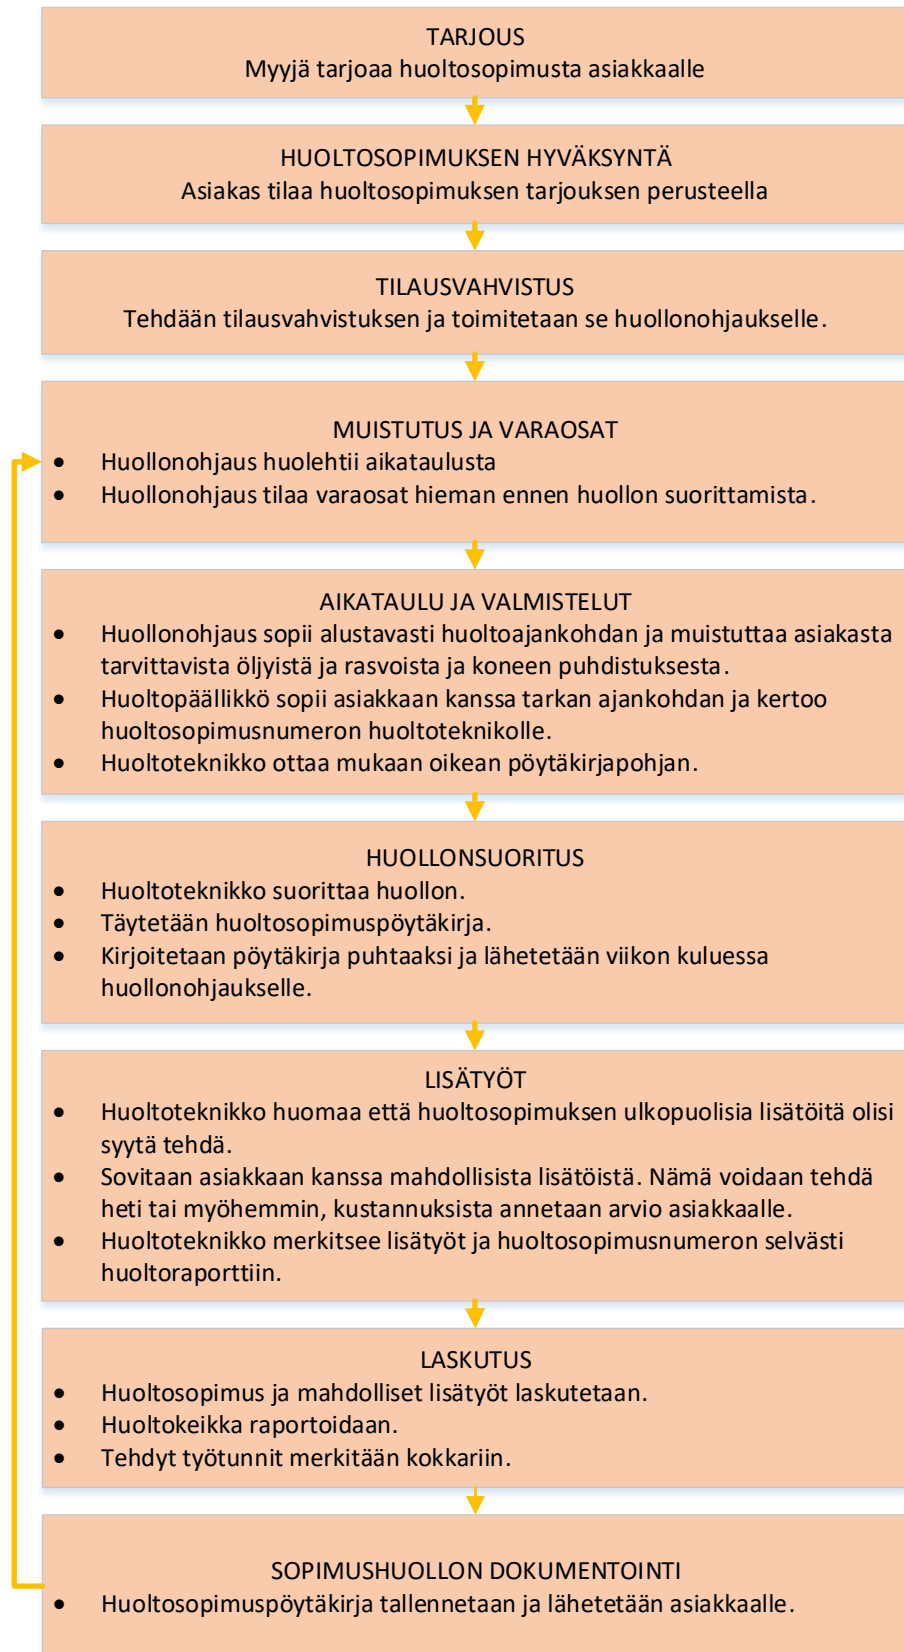 TARJOUS
Myyjä tarjoaa huoltosopimusta asiakkaalle
HUOLTOSOPIMUKSEN HYVÄKSYNTÄ
Asiakas tilaa huoltosopimuksen tarjouksen perusteella
TILAUSVAHVISTUS
Tehdään tilausvahvistuksen ja toimitetaan se huollonohjaukselle.
MUISTUTUS JA VARAOSAT
• Huollonohjaus huolehtii aikataulusta
• Huollonohjaus tilaa varaosat hieman ennen huollon suorittamista.
AIKATAULU JA VALMISTELUT
• Huollonohjaus sopii alustavasti huoltoajankohdan ja muistuttaa asiakasta
tarvittavista öljyistä ja rasvoista ja koneen puhdistuksesta.
• Huoltopäällikkö sopii asiakkaan kanssa tarkan ajankohdan ja kertoo
huoltosopimusnumeron huoltoteknikolle.
• Huoltoteknikko ottaa mukaan oikean pöytäkirjapohjan.
HUOLLONSUORITUS
• Huoltoteknikko suorittaa huollon.
• Täytetään huoltosopimuspöytäkirja.
• Kirjoitetaan pöytäkirja puhtaaksi ja lähetetään viikon kuluessa
huollonohjaukselle.
LISÄTYÖT
• Huoltoteknikko huomaa että huoltosopimuksen ulkopuolisia lisätöitä olisi
syytä tehdä.
• Sovitaan asiakkaan kanssa mahdollisista lisätöistä. Nämä voidaan tehdä
heti tai myöhemmin, kustannuksista annetaan arvio asiakkaalle.
• Huoltoteknikko merkitsee lisätyöt ja huoltosopimusnumeron selvästi
huoltoraporttiin.
LASKUTUS
• Huoltosopimus ja mahdolliset lisätyöt laskutetaan.
• Huoltokeikka raportoidaan.
• Tehdyt työtunnit merkitään kokkariin.
SOPIMUSHUOLLON DOKUMENTOINTI
• Huoltosopimuspöytäkirja tallennetaan ja lähetetään asiakkaalle.